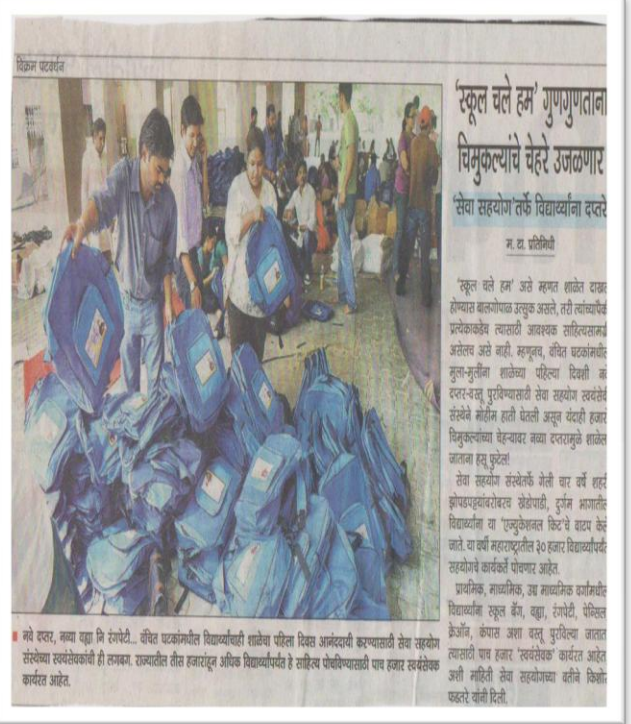 विक्रम पटवर्धन
'स्कूल चले हम' गुणगुणताना
चिमुकल्यांचे चेहरे उजळणार
'सेवा सहयोग'तर्फे विद्यार्थ्यांना दप्तरे
म. टा. प्रतिनिधी
'स्कूल चले हम' असे म्हणत शाळेत दाखल
होण्यास बालगोपाळ उत्सुक असले, तरी त्यांच्यापैकी
प्रत्येकाकडेच त्यासाठी आवश्यक साहित्यसामग्री
असेलच असे नाही. म्हणूनच, वंचित घटकांमधील
मुला-मुलींना शाळेच्या पहिल्या दिवशी नवे
दप्तर-वस्तू पुरविण्यासाठी सेवा सहयोग स्वयंसेवी
संस्थेने मोहीम हाती घेतली असून यंदाही हजारो
चिमुकल्यांच्या चेहऱ्यावर नव्या दप्तरामुळे शाळेला
जाताना हसू फुटेल!
सेवा सहयोग संस्थेतर्फे गेली चार वर्षे शहरी
झोपडपट्ट्यांबरोबरच खेडोपाडी, दुर्गम भागातील
विद्यार्थ्यांना या 'एज्युकेशनल किट'चे वाटप केले
जाते. या वर्षी महाराष्ट्रातील ३० हजार विद्यार्थ्यांपर्यंत
सहयोगचे कार्यकर्ते पोचणार आहेत.
प्राथमिक, माध्यमिक, उच्च माध्यमिक वर्गांमधील
विद्यार्थ्यांना स्कूल बॅग, वह्या, रंगपेटी, पेन्सिल
क्रेऑन, कंपास अशा वस्तू पुरविल्या जातात.
त्यासाठी पाच हजार 'स्वयंसेवक' कार्यरत आहेत,
अशी माहिती सेवा सहयोगच्या वतीने किशोर
फडतरे यांनी दिली.
नवे दप्तर, नव्या वह्या नि रंगपेटी... वंचित घटकांमधील विद्यार्थ्यांचाही शाळेचा पहिला दिवस आनंददायी करण्यासाठी सेवा सहयोग
संस्थेच्या स्वयंसेवकांची ही लगबग. राज्यातील तीस हजारांहून अधिक विद्यार्थ्यांपर्यंत हे साहित्य पोचविण्यासाठी पाच हजार स्वयंसेवक
कार्यरत आहेत.